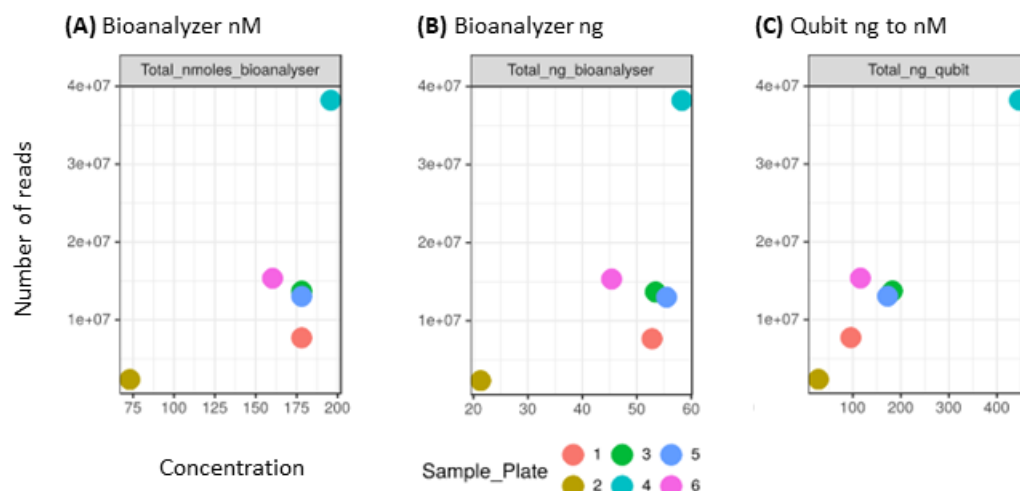 (A) Bioanalyzer nM
(B) Bioanalyzer ng
(C) Qubit ng to nM
Total_nmoles_bioanalyser
Total_ng_bioanalyser
Total_ng_qubit
Number of reads
4e+07
3e+07
2e+07
1e+07
75 100 125 150 175 200
4e+07
3e+07
2e+07
1e+07
20 30 40 50 60
4e+07
3e+07
2e+07
1e+07
100 200 300 400
Concentration
Sample_Plate
1 3 5
2 4 6